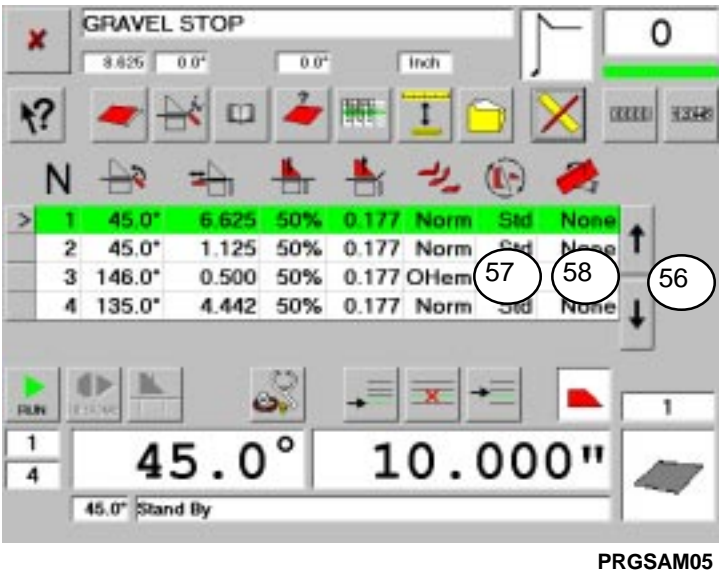 GRAVEL STOP
0
8.625 0.0° 0.0° Inch
?
?
N
> 1 45.0° 6.625 50% 0.177 Norm Std None
2 45.0° 1.125 50% 0.177 Norm Std None
3 146.0° 0.500 50% 0.177 OHem 57 58 56
4 135.0° 4.442 50% 0.177 Norm Std None
RUN
1
1
4
45.0° 10.000"
45.0° Stand By
PRGSAM05